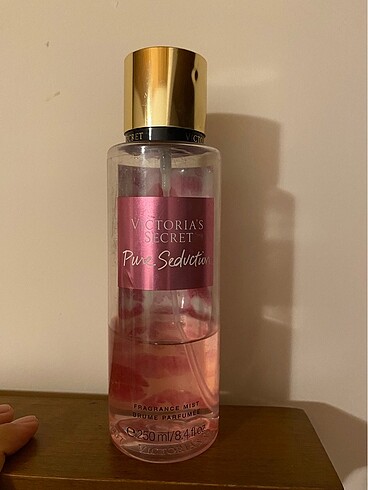 VICTORIA'S
SECRET
Pure Seduction
FRAGRANCE MIST
BRUME PARFUMÉE
℮ 250 ml/8.4 fl oz